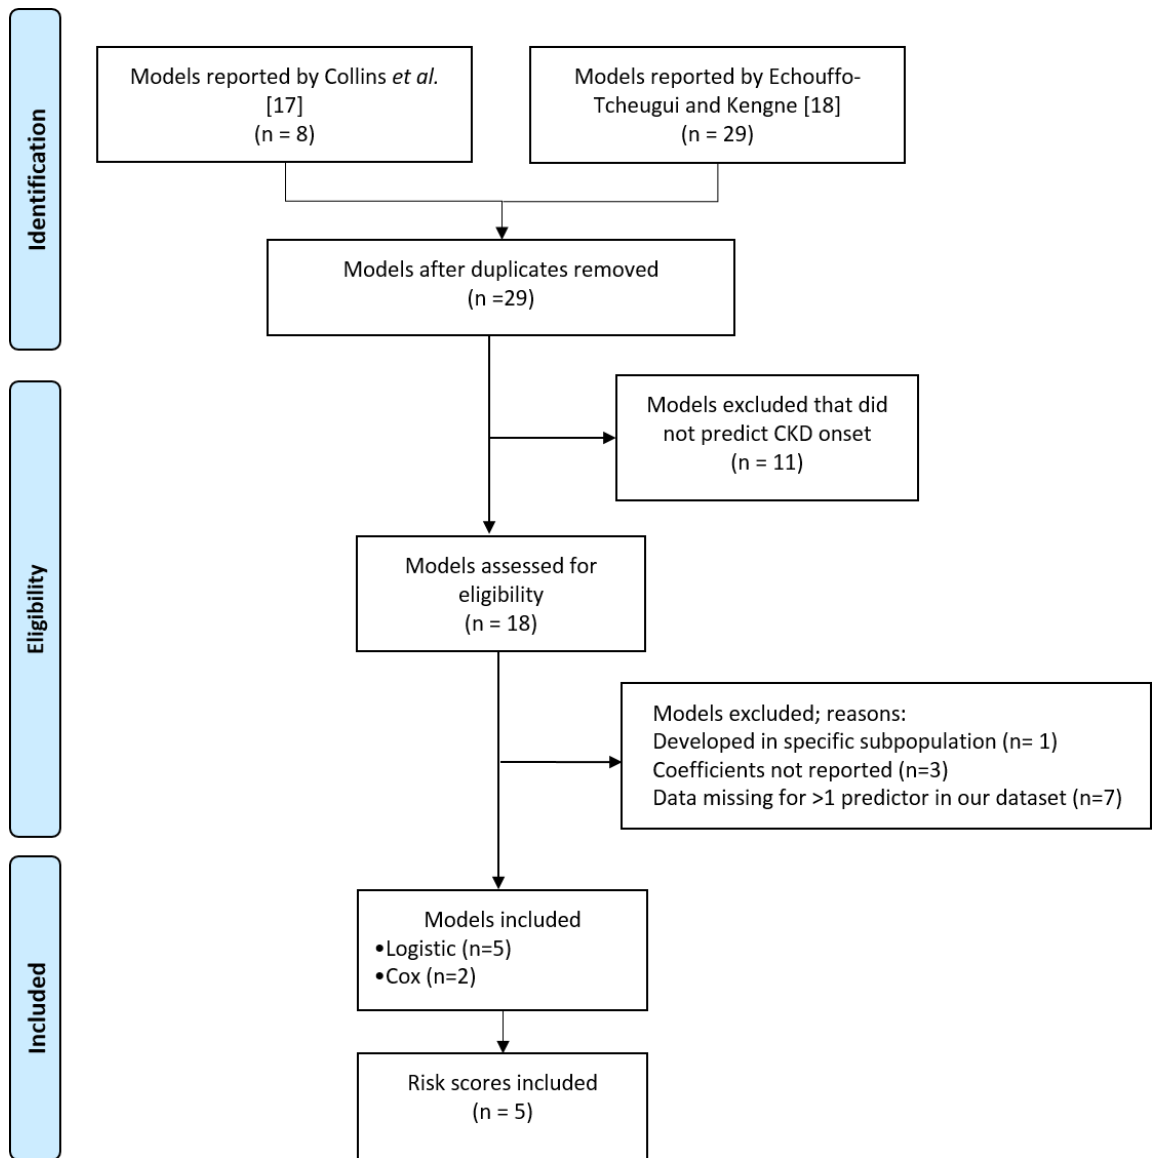 Identification
Models reported by Collins et al.
[17]
(n = 8)
Models reported by Echouffo-
Tcheugui and Kengne [18]
(n = 29)
Models after duplicates removed
(n =29)
Eligibility
Models excluded that did
not predict CKD onset
(n = 11)
Models assessed for
eligibility
(n = 18)
Models excluded; reasons:
Developed in specific subpopulation (n= 1)
Coefficients not reported (n=3)
Data missing for >1 predictor in our dataset (n=7)
Included
Models included
•Logistic (n=5)
•Cox (n=2)
Risk scores included
(n = 5)